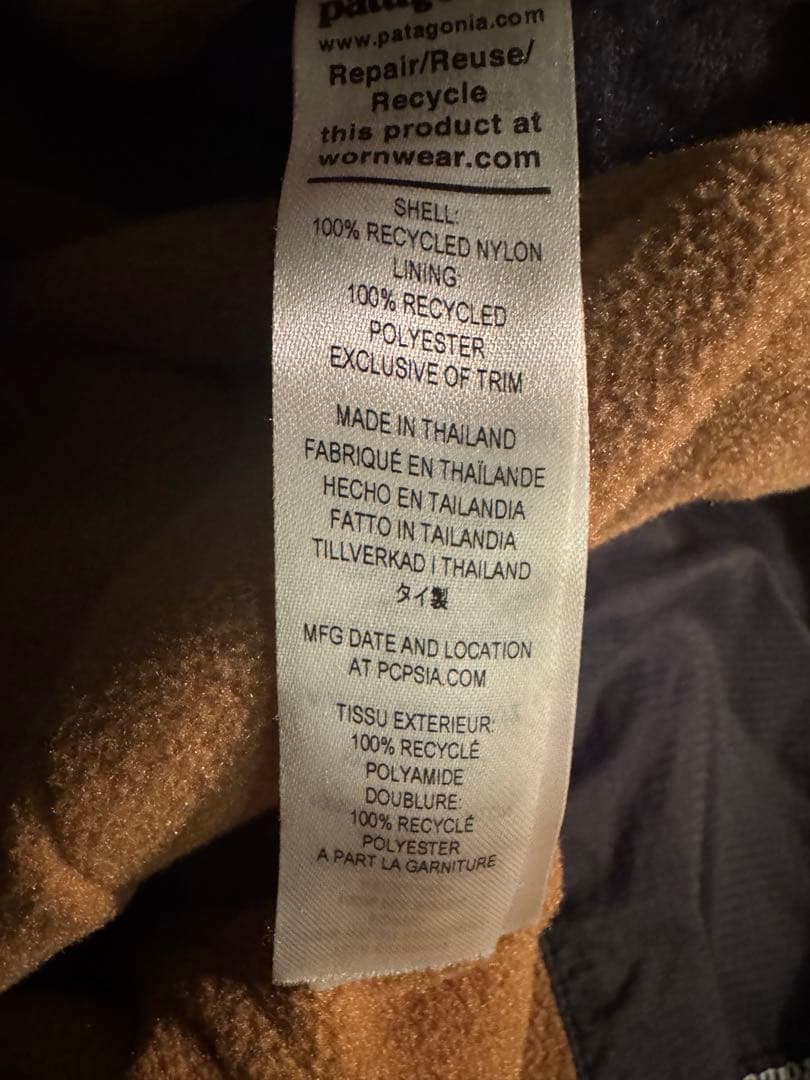 www.patagonia.com
Repair/Reuse/
Recycle
this product at
wornwear.com
SHELL:
100% RECYCLED NYLON
LINING:
100% RECYCLED
POLYESTER
EXCLUSIVE OF TRIM
MADE IN THAILAND
FABRIQUÉ EN THAÏLANDE
HECHO EN TAILANDIA
FATTO IN TAILANDIA
TILLVERKAD I THAILAND
タイ製
MFG DATE AND LOCATION
AT PCPSIA.COM
TISSU EXTERIEUR:
100% RECYCLÉ
POLYAMIDE
DOUBLURE:
100% RECYCLÉ
POLYESTER
A PART LA GARNITURE